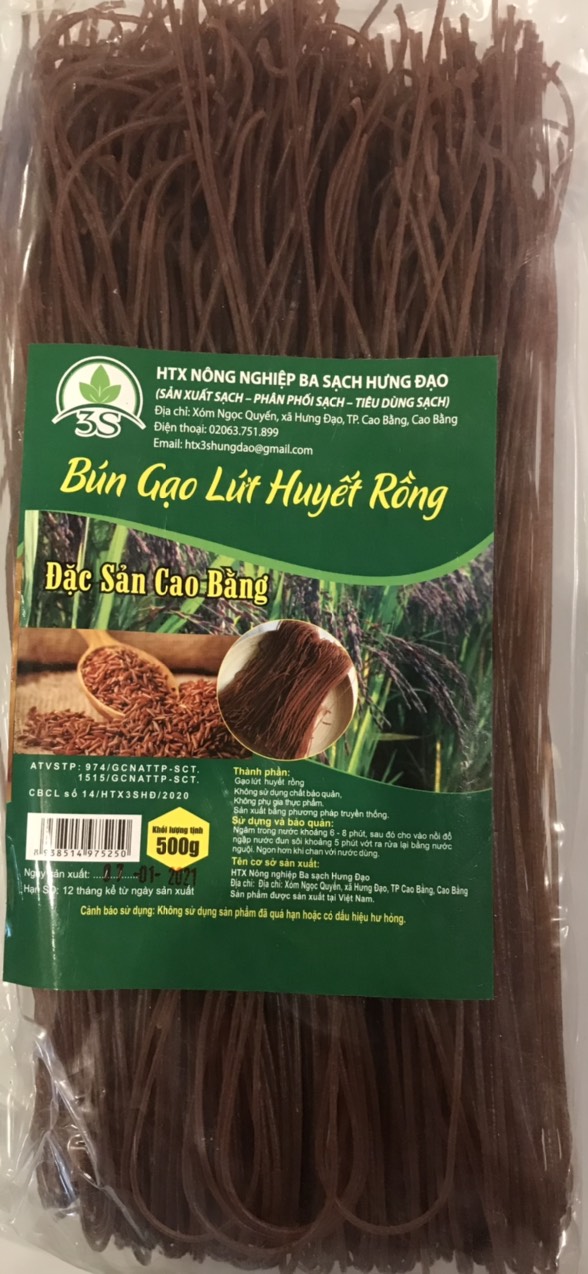 3S
HTX NÔNG NGHIỆP BA SẠCH HƯNG ĐẠO
(SẢN XUẤT SẠCH – PHÂN PHỐI SẠCH – TIÊU DÙNG SẠCH)
Địa chỉ: Xóm Ngọc Quyến, xã Hưng Đạo, TP. Cao Bằng, Cao Bằng
Điện thoại: 02063.751.899
Email: htx3shungdao@gmail.com
Bún Gạo Lứt Huyết Rồng
Đặc Sản Cao Bằng
ATVSTP: 974/GCNATTP-SCT.
1515/GCNATTP-SCT.
CBCL số 14/HTX3SHĐ/2020
Khối lượng tịnh
500g
938514 975250
Ngày sản xuất: -01- 2021
Hạn SD: 12 tháng kể từ ngày sản xuất
Thành phần:
Gạo lứt huyết rồng
Không sử dụng chất bảo quản,
Không phụ gia thực phẩm.
Sản xuất bằng phương pháp truyền thống.
Sử dụng và bảo quản:
Ngâm trong nước khoảng 6 - 8 phút, sau đó cho vào nồi đổ
ngập nước đun sôi khoảng 5 phút vớt ra rửa lại bằng nước
nguội. Ngon hơn khi chan với nước dùng.
Tên cơ sở sản xuất:
HTX Nông nghiệp Ba sạch Hưng Đạo
Địa chỉ: Địa chỉ: Xóm Ngọc Quyến, xã Hưng Đạo, TP Cao Bằng, Cao Bằng
Sản phẩm được sản xuất tại Việt Nam.
Cảnh báo sử dụng: Không sử dụng sản phẩm đã quá hạn hoặc có dấu hiệu hư hỏng.